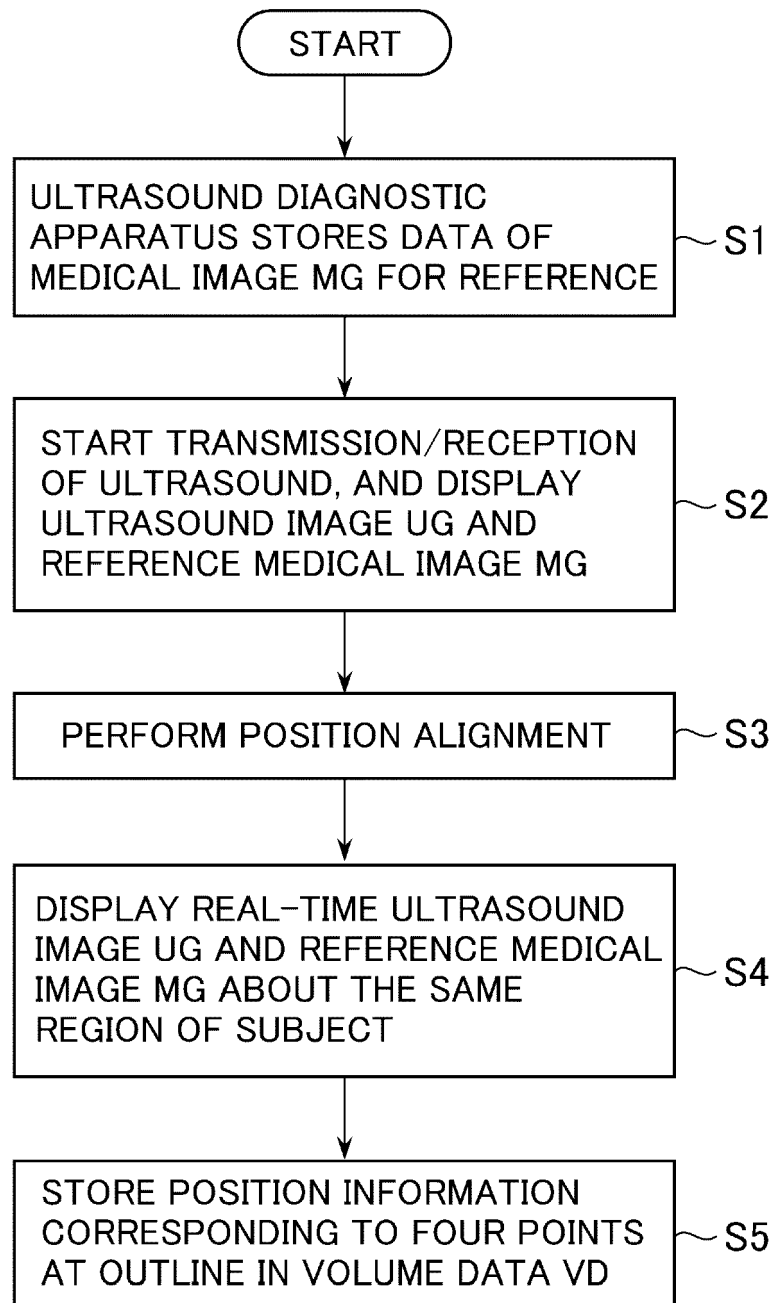 START
ULTRASOUND DIAGNOSTIC
APPARATUS STORES DATA OF
MEDICAL IMAGE MG FOR REFERENCE
S1
START TRANSMISSION/RECEPTION
OF ULTRASOUND, AND DISPLAY
ULTRASOUND IMAGE UG AND
REFERENCE MEDICAL IMAGE MG
S2
PERFORM POSITION ALIGNMENT
S3
DISPLAY REAL-TIME ULTRASOUND
IMAGE UG AND REFERENCE MEDICAL
IMAGE MG ABOUT THE SAME
REGION OF SUBJECT
S4
STORE POSITION INFORMATION
CORRESPONDING TO FOUR POINTS
AT OUTLINE IN VOLUME DATA VD
S5